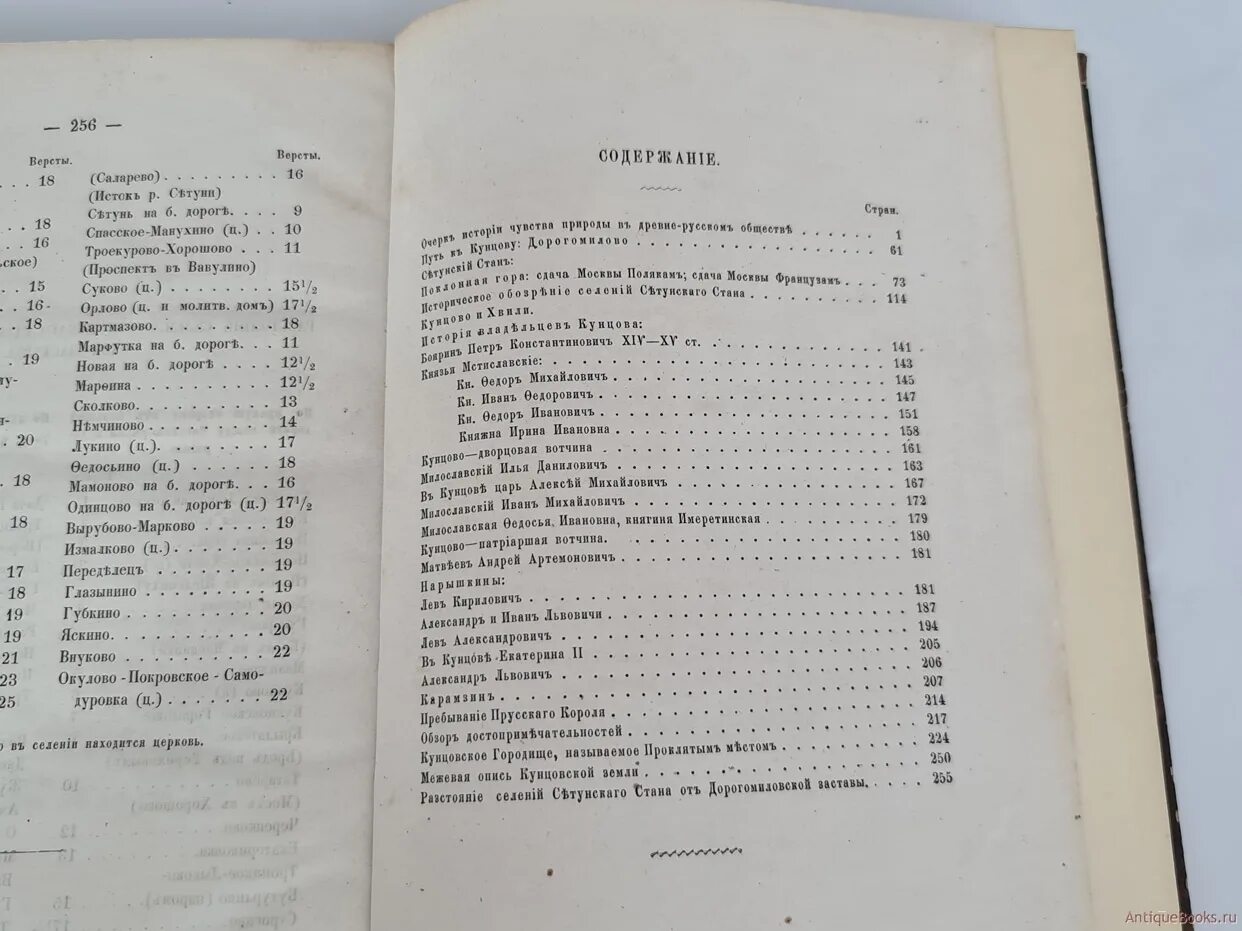 — 256 —
Версты.
Версты.
. . . 18
. . . 18
. . 16
ьское)
. . 15
. . 16
. . 18
19
. . 20
. . 18
18
. 17
. 18
19
19
21
23
25
(Саларево) . . . . . . . . . 16
(Истокъ р. Сѣтуни)
Сѣтунь на б. дорогѣ. . . . 9
Спасское-Манухино (ц.) . . 10
Троекурово-Хорошово . . . 11
(Проспектъ въ Вавулино)
Суково (ц.) . . . . . . . . 15½
Орлово (ц. и молитв. домъ) 17½
Картмазово. . . . . . . . . 18
Марфутка на б. дорогѣ. . . 11
Новая на б. дорогѣ . . . . 12½
Мареина . . . . . . . . . . 12½
Сколково. . . . . . . . . . 13
Нѣмчиново . . . . . . . . . 14
Лукино (ц.). . . . . . . . 17
Ѳедосьино (ц.) . . . . . . 18
Мамоново на б. дорогѣ. . . 16
Одинцово на б. дорогѣ (ц.) 17½
Вырубово-Марково . . . . . 19
Измалково (ц.). . . . . . . 19
Передѣлецъ . . . . . . . . 19
Глазынино . . . . . . . . . 19
Губкино . . . . . . . . . . 20
Яскино. . . . . . . . . . . 20
Внуково . . . . . . . . . . 22
Окулово-Покровское-Само-
дуровка (ц.) . . . . . . . 22
въ селеніи находится церковь.
СОДЕРЖАНІЕ.
Стран.
Очеркъ исторіи чувства природы въ древне-русскомъ обществѣ . . . . . . 1
Путь къ Кунцову: Дорогомилово . . . . . . . . . . . . 61
Сѣтунскій Станъ:
Поклонная гора: сдача Москвы Полякамъ; сдача Москвы Французамъ. . . 73
Историческое обозрѣніе селеній Сѣтунскаго Стана . . . . . . . . . 114
Кунцово и Хвили.
Исторія владѣльцевъ Кунцова:
Бояринъ Петръ Константиновичъ XIV—XV ст. . . . . . . . . . 141
Князья Мстиславскіе: . . . . . . . . . . . . . . . 143
Кн. Ѳедоръ Михайловичъ . . . . . . . . . . . . . 145
Кн. Иванъ Ѳедоровичъ . . . . . . . . . . . . . . 147
Кн. Ѳедоръ Ивановичъ . . . . . . . . . . . . . . 151
Княжна Ирина Ивановна . . . . . . . . . . . . . 158
Кунцово—дворцовая вотчина . . . . . . . . . . . . . 161
Милославскій Илья Даниловичъ . . . . . . . . . . . . 163
Въ Кунцовѣ царь Алексѣй Михайловичъ . . . . . . . . . . 167
Милославскій Иванъ Михайловичъ . . . . . . . . . . . . 172
Милославская Ѳедосья Ивановна, княгиня Имеретинская . . . . . . 179
Кунцово—патріаршая вотчина. . . . . . . . . . . . . 180
Матвѣевъ Андрей Артемоновичъ . . . . . . . . . . . . 181
Нарышкины:
Левъ Кириловичъ . . . . . . . . . . . . . . . . 181
Александръ и Иванъ Львовичи . . . . . . . . . . . . 187
Левъ Александровичъ . . . . . . . . . . . . . . . 194
Въ Кунцовѣ Екатерина II . . . . . . . . . . . . . . 205
Александръ Львовичъ . . . . . . . . . . . . . . . 206
Карамзинъ . . . . . . . . . . . . . . . . . . 207
Пребываніе Прусскаго Короля . . . . . . . . . . . . . 214
Обзоръ достопримѣчательностей . . . . . . . . . . . . 217
Кунцовское Городище, называемое Проклятымъ мѣстомъ . . . . . . 224
Межевая опись Кунцовской земли . . . . . . . . . . . . 250
Разстояніе селеній Сѣтунскаго Стана отъ Дорогомиловской заставы. . . . 255
AntiqueBooks.ru